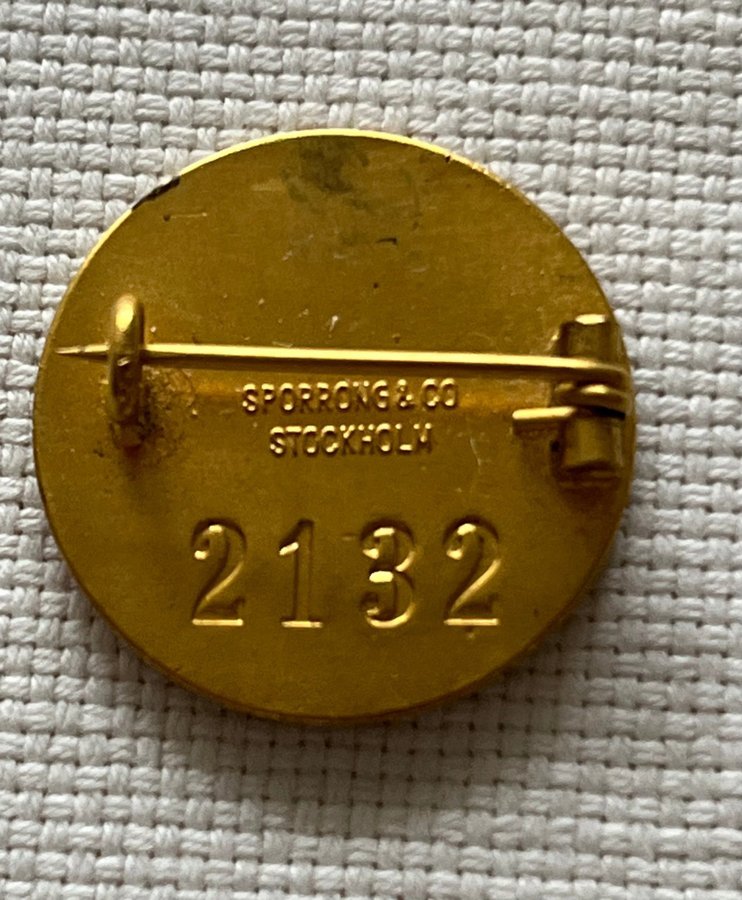 SPORRONG & CO
STOCKHOLM
2132